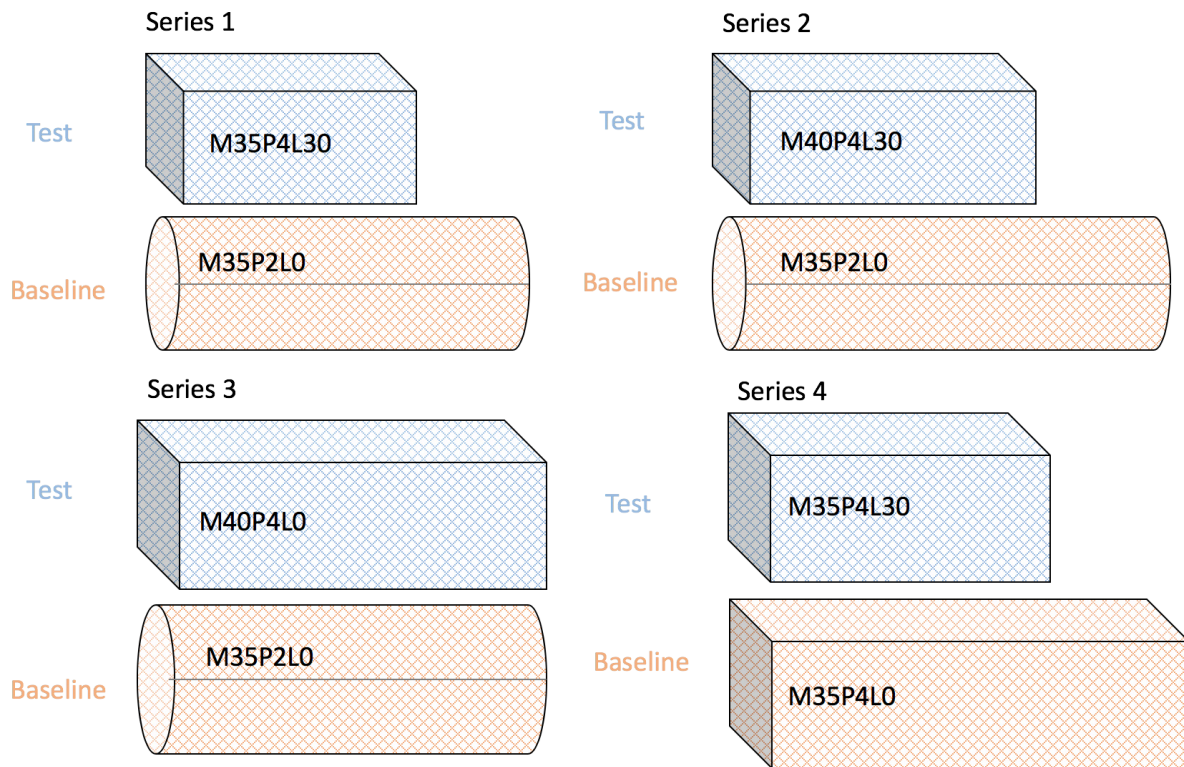 Series 1
Series 2
Test
M35P4L30
Test
M40P4L30
Baseline
M35P2L0
Baseline
M35P2L0
Series 3
Series 4
Test
M40P4L0
Test
M35P4L30
Baseline
M35P2L0
Baseline
M35P4L0